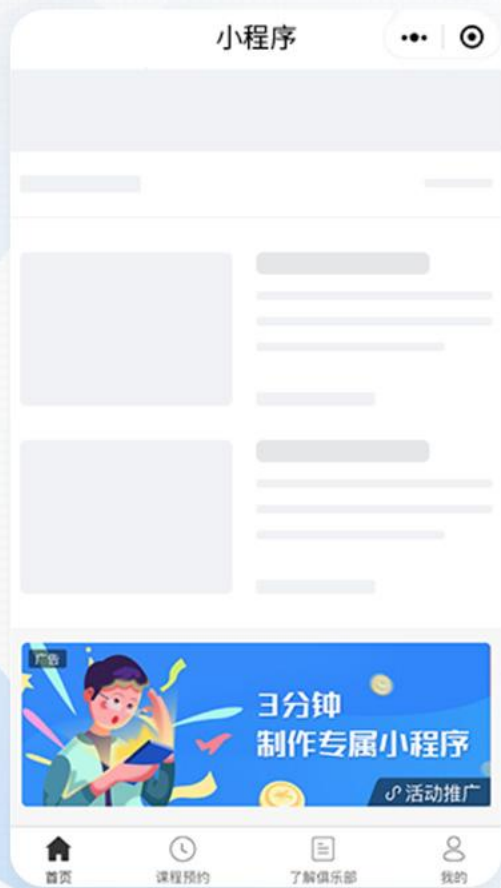 小程序
广告
3分钟
制作专属小程序
活动推广
首页
课程预约
了解俱乐部
我的